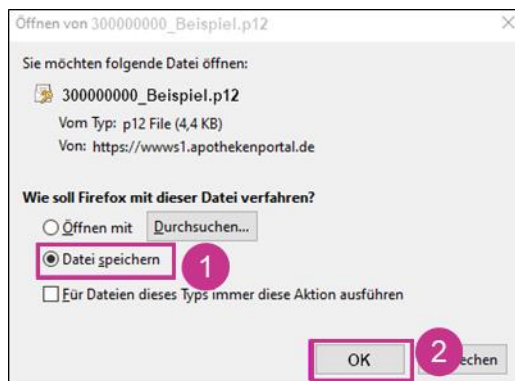 Öffnen von 300000000_Beispiel.p12
Sie möchten folgende Datei öffnen:
300000000_Beispiel.p12
Vom Typ: p12 File (4,4 KB)
Von: https://wwws1.apothekenportal.de
Wie soll Firefox mit dieser Datei verfahren?
Öffnen mit Durchsuchen...
Datei speichern 1
Für Dateien dieses Typs immer diese Aktion ausführen
OK 2